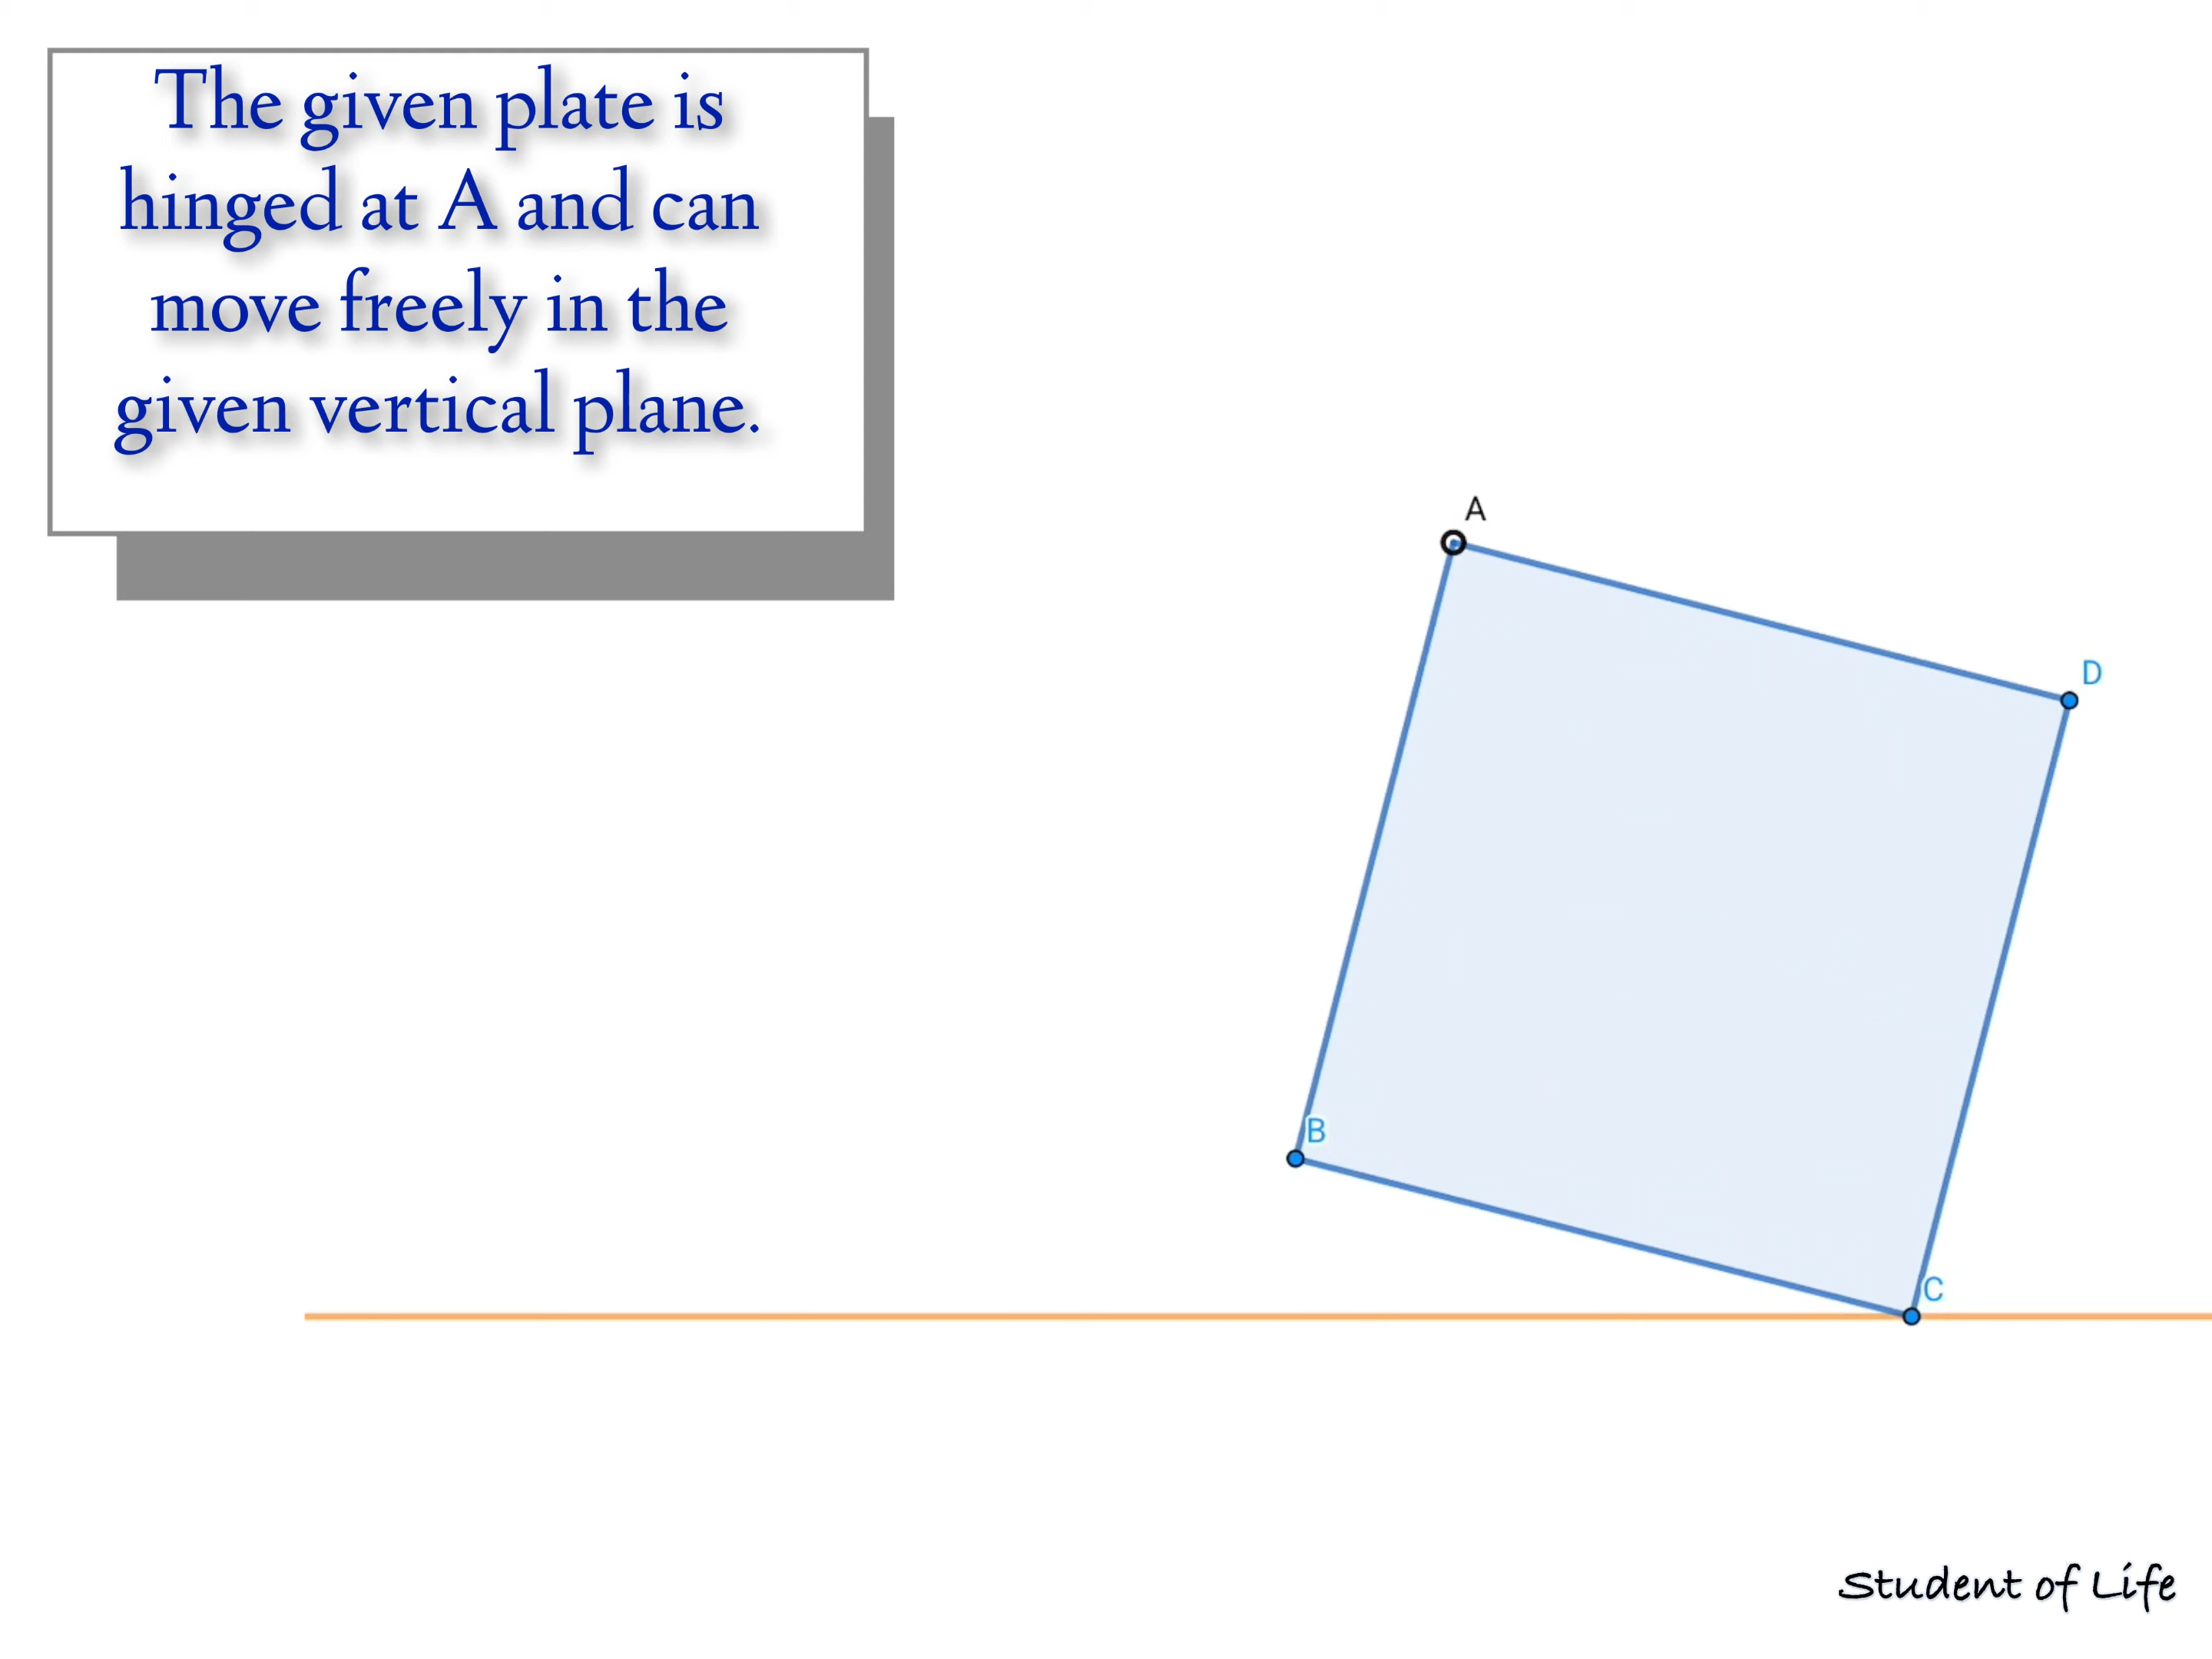 The given plate is
hinged at A and can
move freely in the
given vertical plane.
A
D
B
C
Student of Life